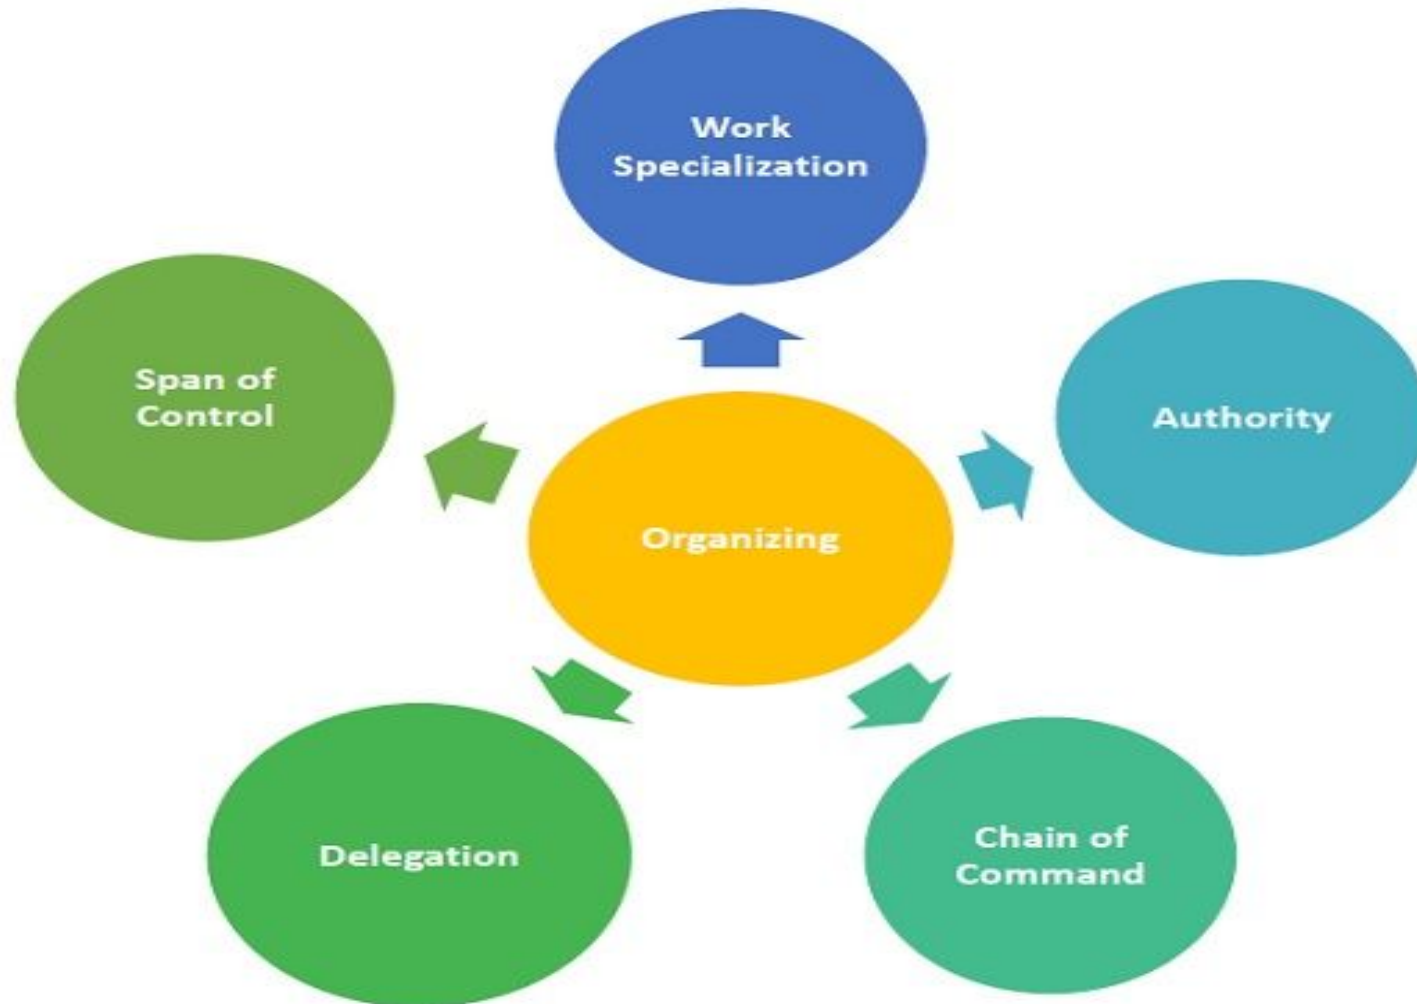 Work
Specialization
Span of
Control
Authority
Organizing
Delegation
Chain of
Command